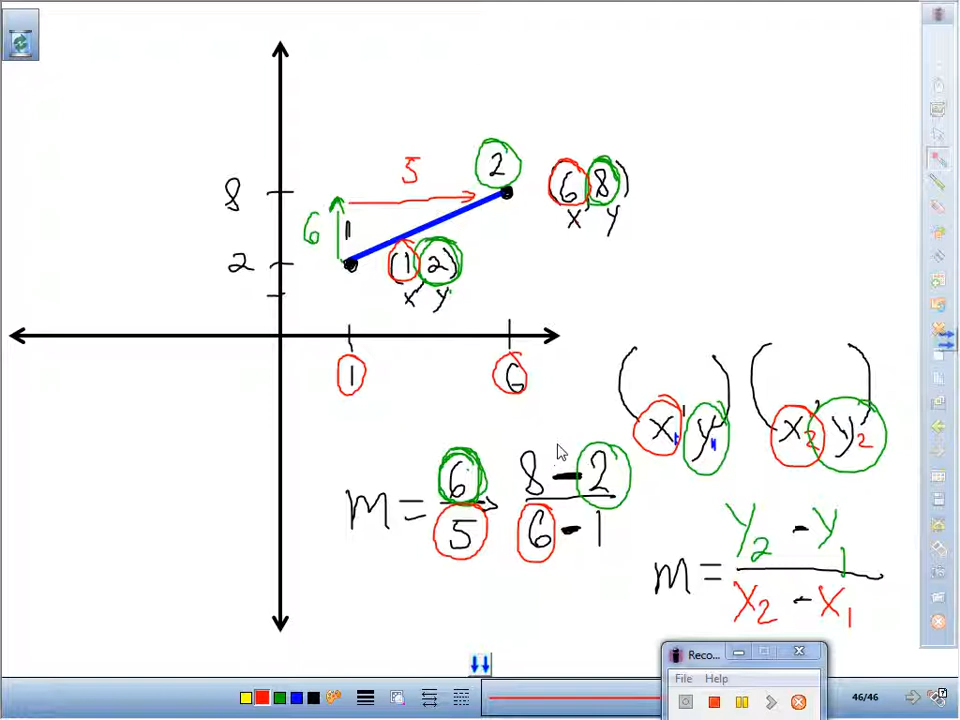 5
2
(6, 8)
x y
8
6
1
2
(1, 2)
x y
1
6
(x₁, y₁)
(x₂, y₂)
m = 6/5 → 8 - 2 / 6 - 1
m = y₂ - y₁ / x₂ - x₁
Reco...
File Help
46/46